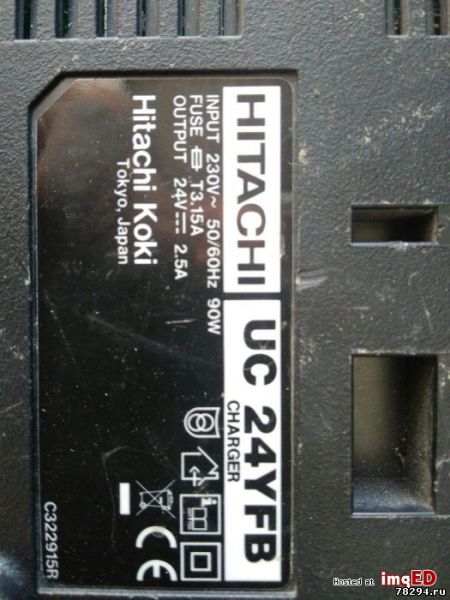 HITACHI UC 24YFB
CHARGER
INPUT 230V~ 50/60Hz 90W
FUSE T3.15A
OUTPUT 24V⎓ 2.5A
Hitachi Koki
Tokyo, Japan
CE
C322915R
Hosted at imgED
78294.ru